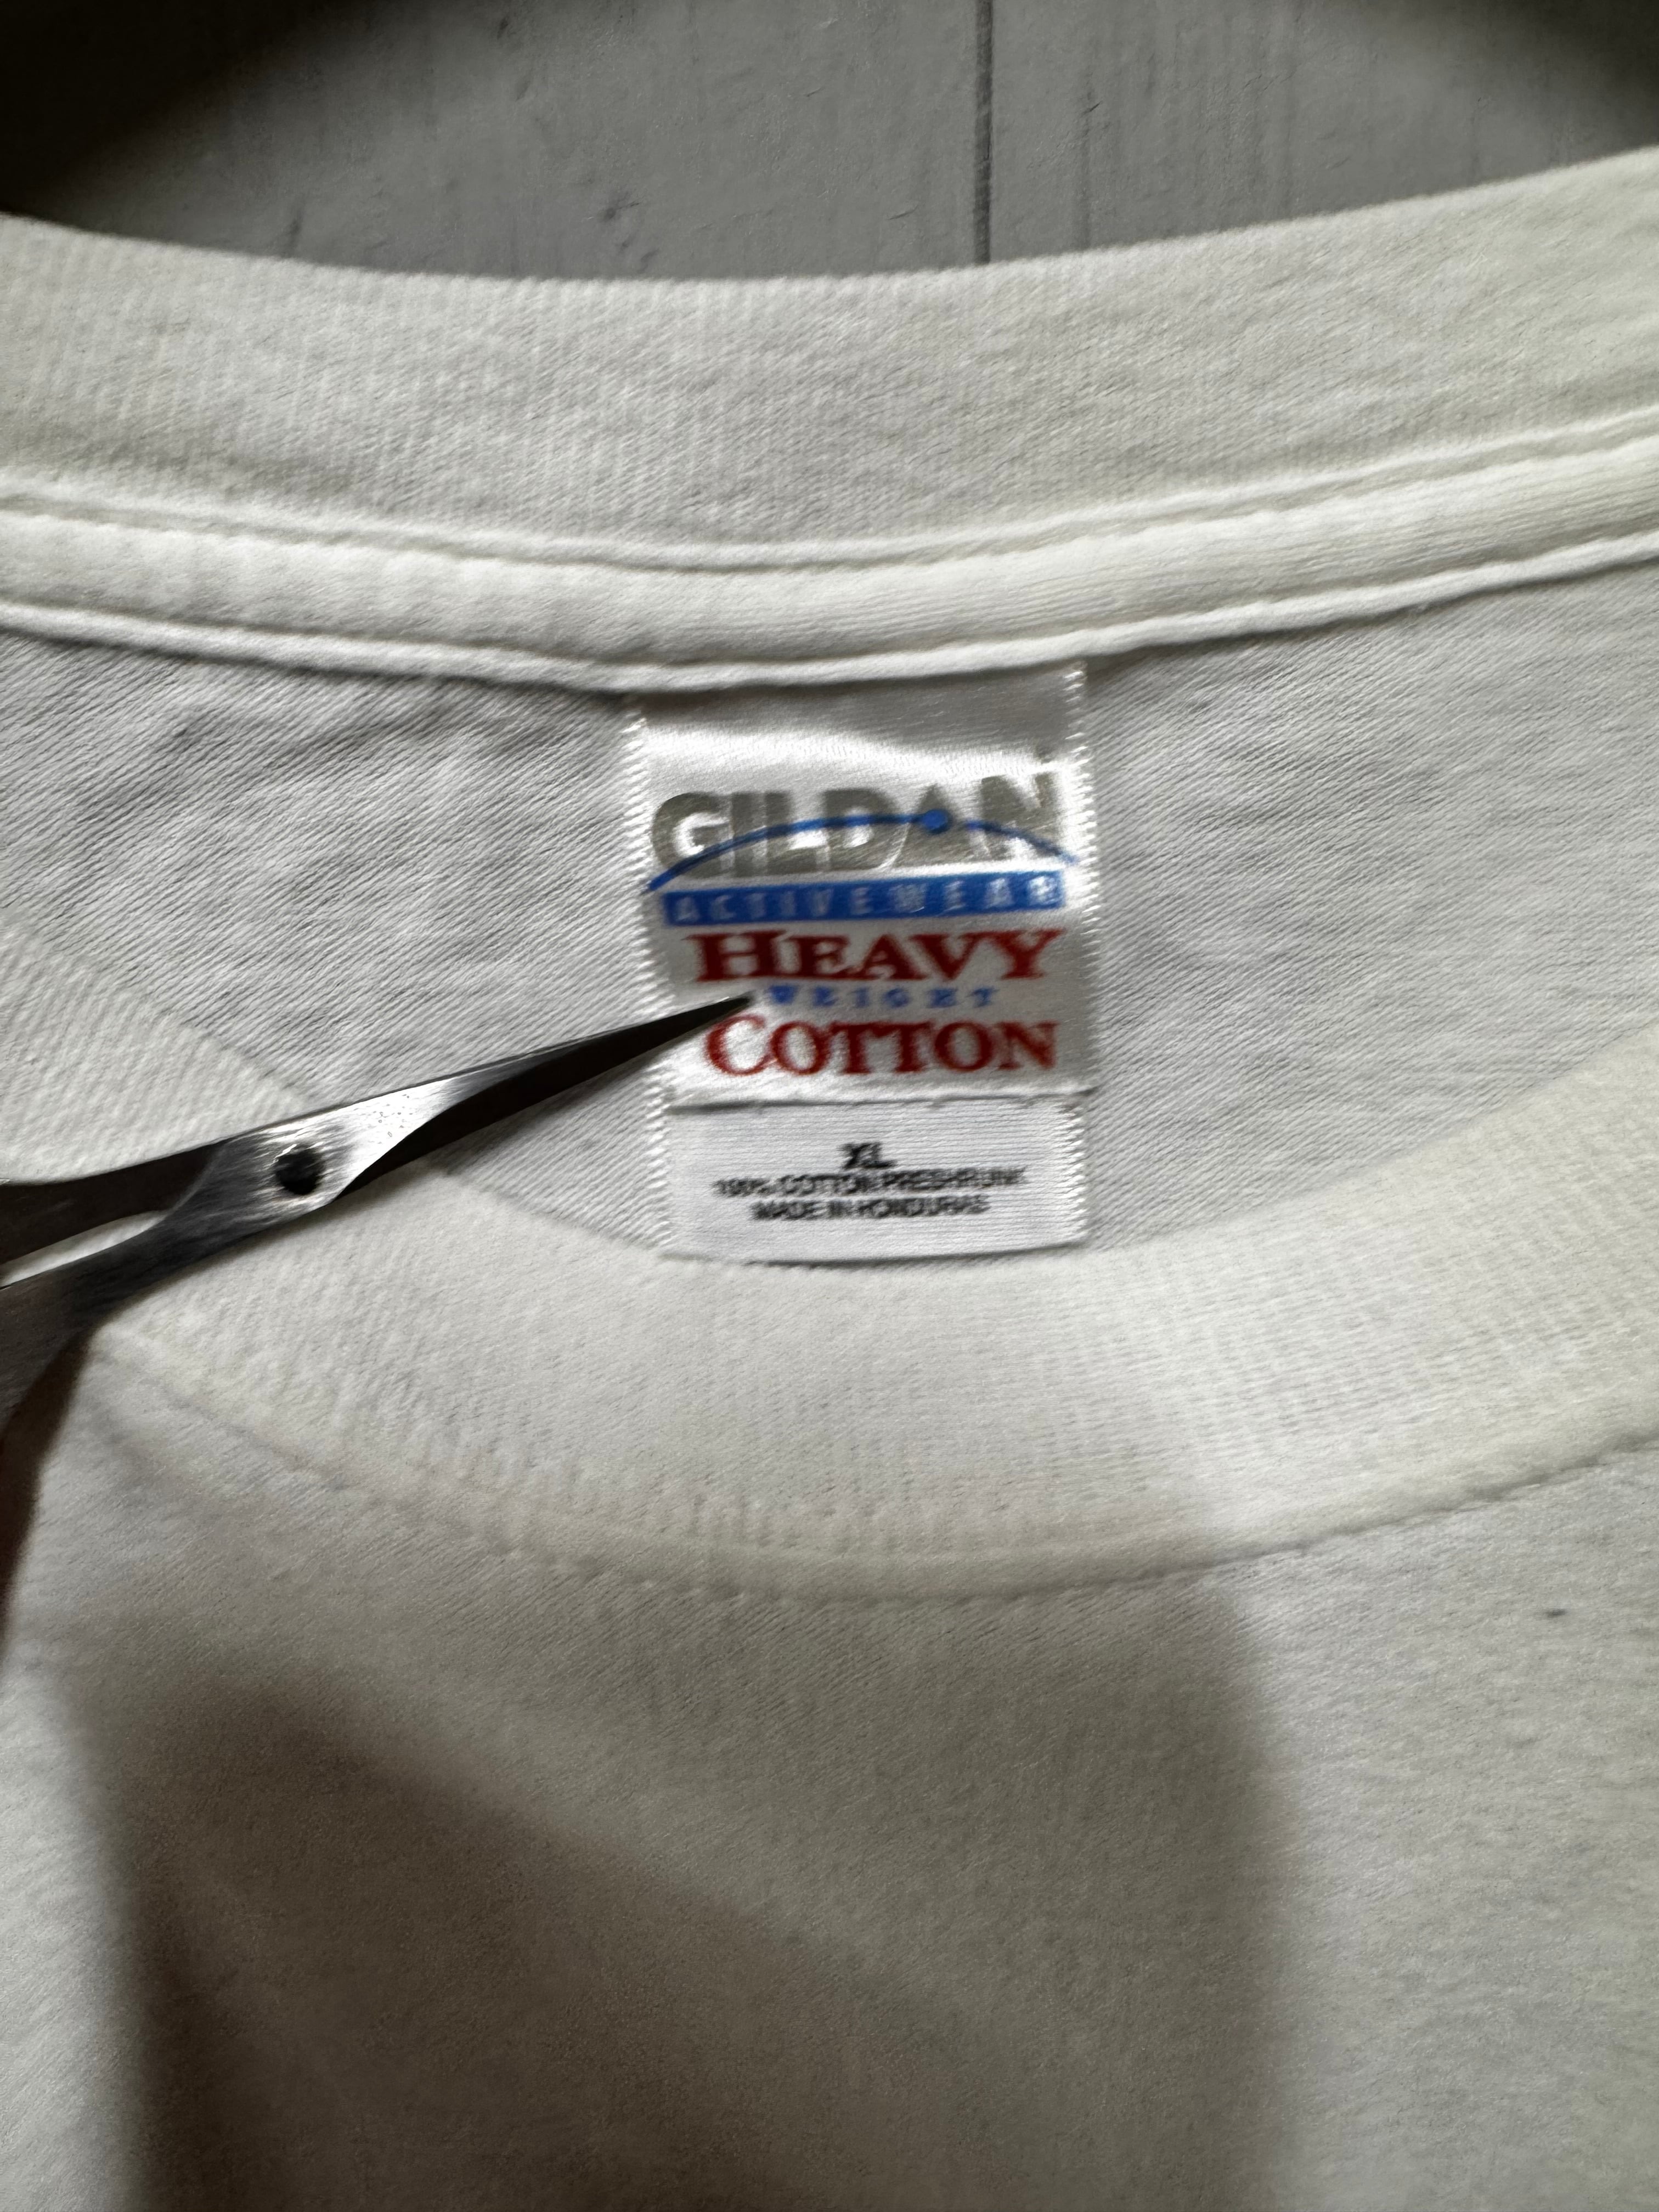 GILDAN
ACTIVEWEAR
HEAVY
WEIGHT
COTTON
XL
100% COTTON PRESHRUNK
MADE IN HONDURAS